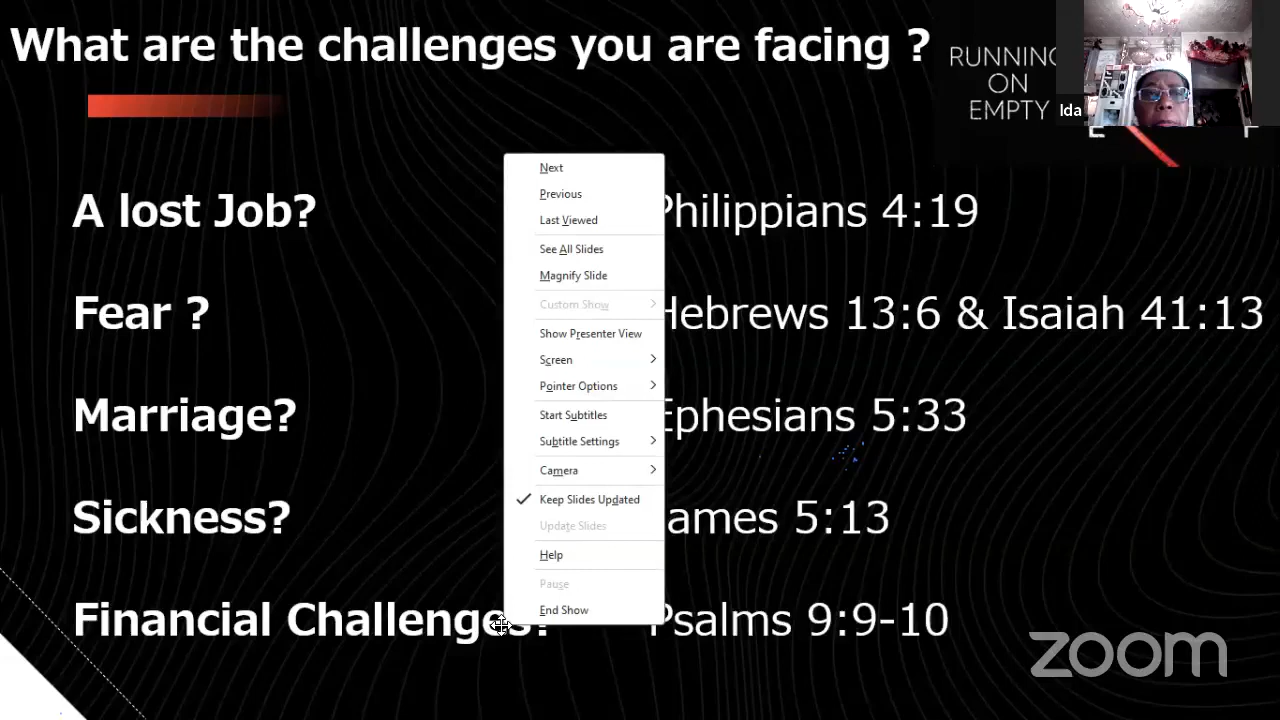 What are the challenges you are facing ?
RUNNING
ON
EMPTY
Ida
E F
A lost Job? Philippians 4:19
Fear ? Hebrews 13:6 & Isaiah 41:13
Marriage? Ephesians 5:33
Sickness? James 5:13
Financial Challenges? Psalms 9:9-10
Next
Previous
Last Viewed
See All Slides
Magnify Slide
Custom Show
Show Presenter View
Screen
Pointer Options
Start Subtitles
Subtitle Settings
Camera
Keep Slides Updated
Update Slides
Help
Pause
End Show
zoom